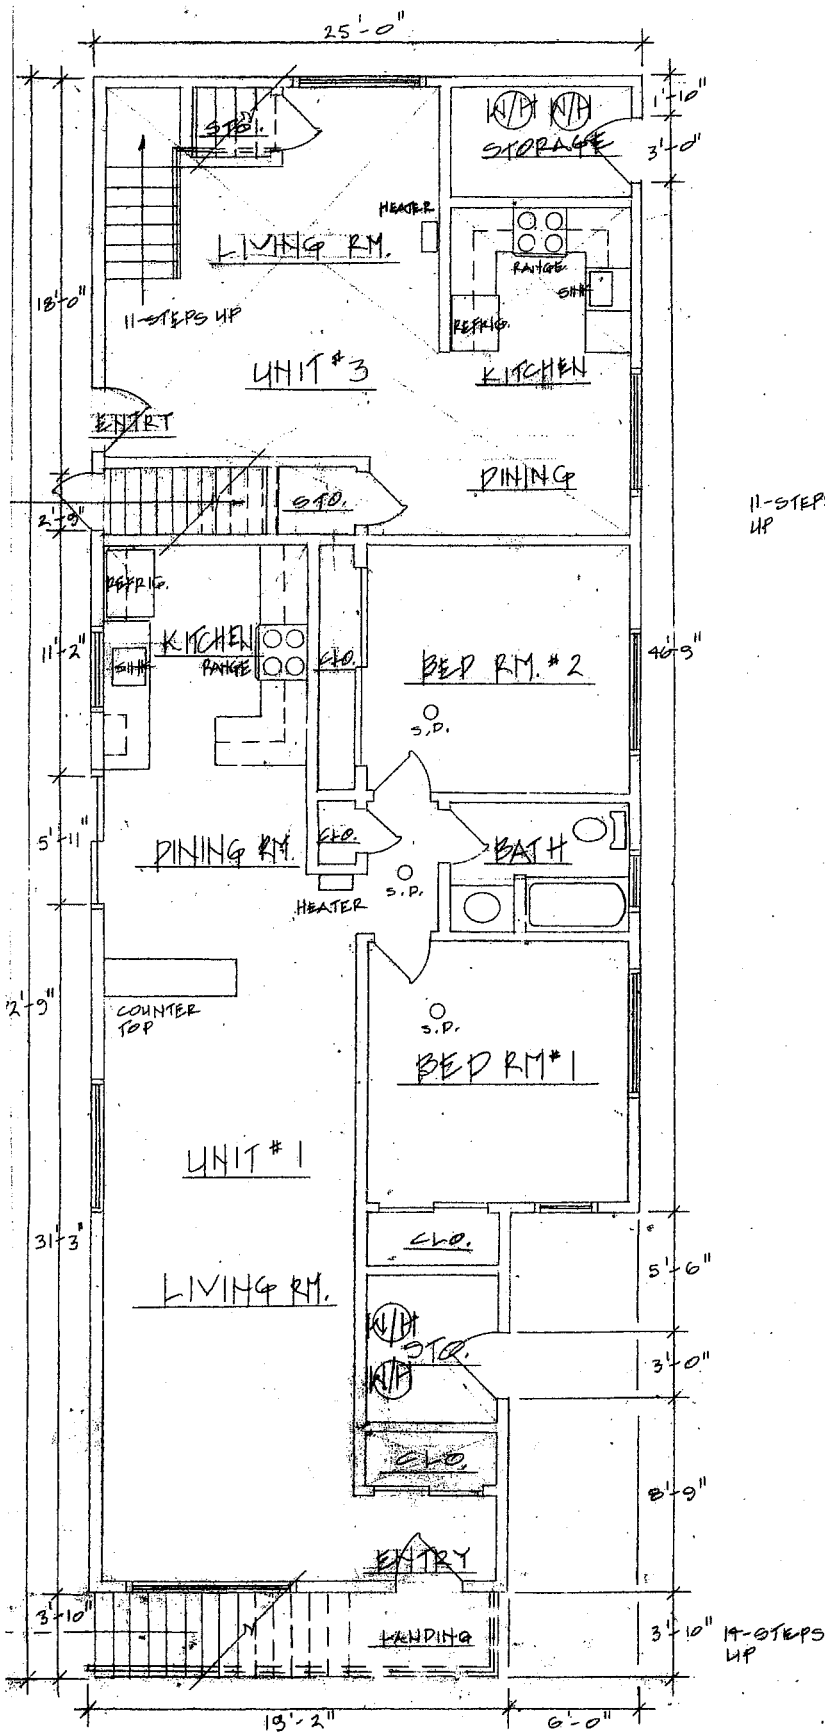 25'-0"
1'-10"
W/H W/H
STO.
STORAGE
3'-0"
HEATER
LIVING RM.
RANGE
SINK
18'-0"
11-STEPS UP
REFRIG.
UNIT #3
KITCHEN
ENTRY
DINING
STO.
11-STEPS
UP
2'-9"
REFRIG.
KITCHEN
11'-2"
SINK
RANGE
CLO.
BED RM. #2
46'-9"
S.D.
5'-11"
DINING RM.
CLO.
BATH
S.D.
HEATER
2'-9"
COUNTER
TOP
S.D.
BED RM #1
UNIT #1
31'-3"
CLO.
5'-6"
LIVING RM.
W/H
STO.
3'-0"
W/H
CLO.
8'-9"
ENTRY
3'-10"
LANDING
3'-10"
14-STEPS
UP
19'-2"
6'-0"